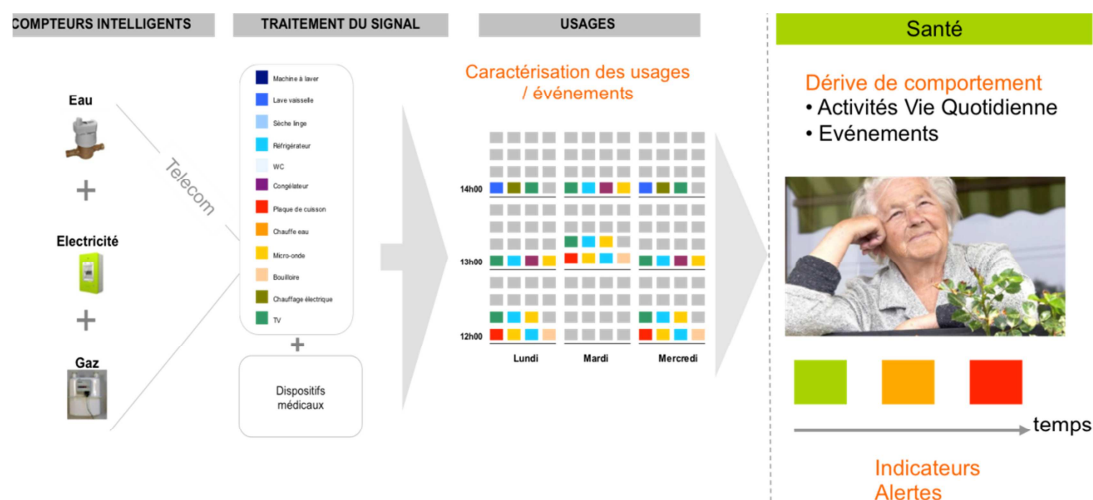 COMPTEURS INTELLIGENTS
TRAITEMENT DU SIGNAL
USAGES
Santé
Eau
Electricité
Gaz
Telecom
Machine à laver
Lave vaisselle
Sèche linge
Réfrigérateur
WC
Congélateur
Plaque de cuisson
Chauffe eau
Micro-onde
Bouilloire
Chauffage électrique
TV
Dispositifs
médicaux
Caractérisation des usages
/ événements
14h00
13h00
12h00
Lundi
Mardi
Mercredi
Dérive de comportement
• Activités Vie Quotidienne
• Evénements
temps
Indicateurs
Alertes